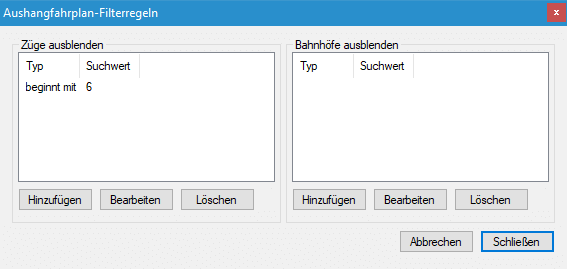 Aushangfahrplan-Filterregeln
Züge ausblenden
Typ Suchwert
beginnt mit 6
Hinzufügen Bearbeiten Löschen
Bahnhöfe ausblenden
Typ Suchwert
Hinzufügen Bearbeiten Löschen
Abbrechen Schließen